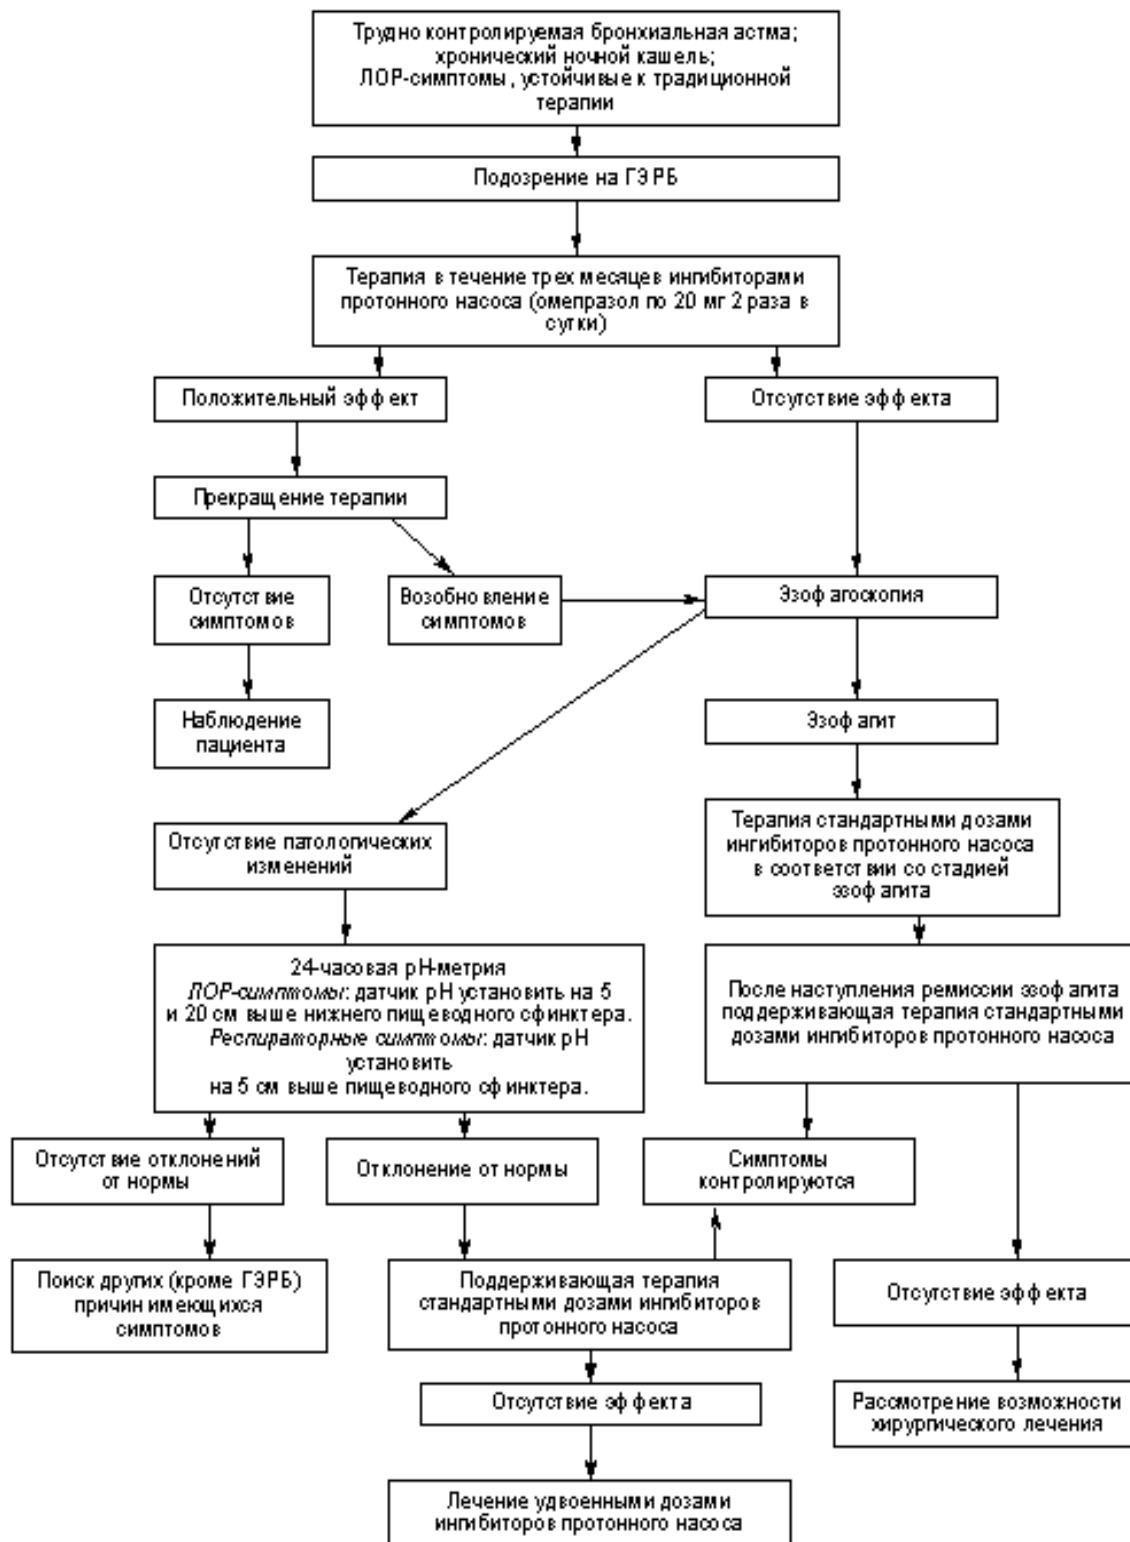 Трудно контролируемая бронхиальная астма;
хронический ночной кашель;
ЛОР-симптомы, устойчивые к традиционной
терапии
Подозрение на ГЭРБ
Терапия в течение трех месяцев ингибиторами
протонного насоса (омепразол по 20 мг 2 раза в
сутки)
Положительный эффект
Отсутствие эффекта
Прекращение терапии
Отсутствие
симптомов
Возобновление
симптомов
Эзофагоскопия
Наблюдение
пациента
Эзофагит
Отсутствие патологических
изменений
Терапия стандартными дозами
ингибиторов протонного насоса
в соответствии со стадией
эзофагита
24-часовая рН-метрия
ЛОР-симптомы: датчик рН установить на 5
и 20 см выше нижнего пищеводного сфинктера.
Респираторные симптомы: датчик рН
установить
на 5 см выше пищеводного сфинктера.
После наступления ремиссии эзофагита
поддерживающая терапия стандартными
дозами ингибиторов протонного насоса
Отсутствие отклонений
от нормы
Отклонение от нормы
Симптомы
контролируются
Поиск других (кроме ГЭРБ)
причин имеющихся
симптомов
Поддерживающая терапия
стандартными дозами ингибиторов
протонного насоса
Отсутствие эффекта
Отсутствие эффекта
Рассмотрение возможности
хирургического лечения
Лечение удвоенными дозами
ингибиторов протонного насоса